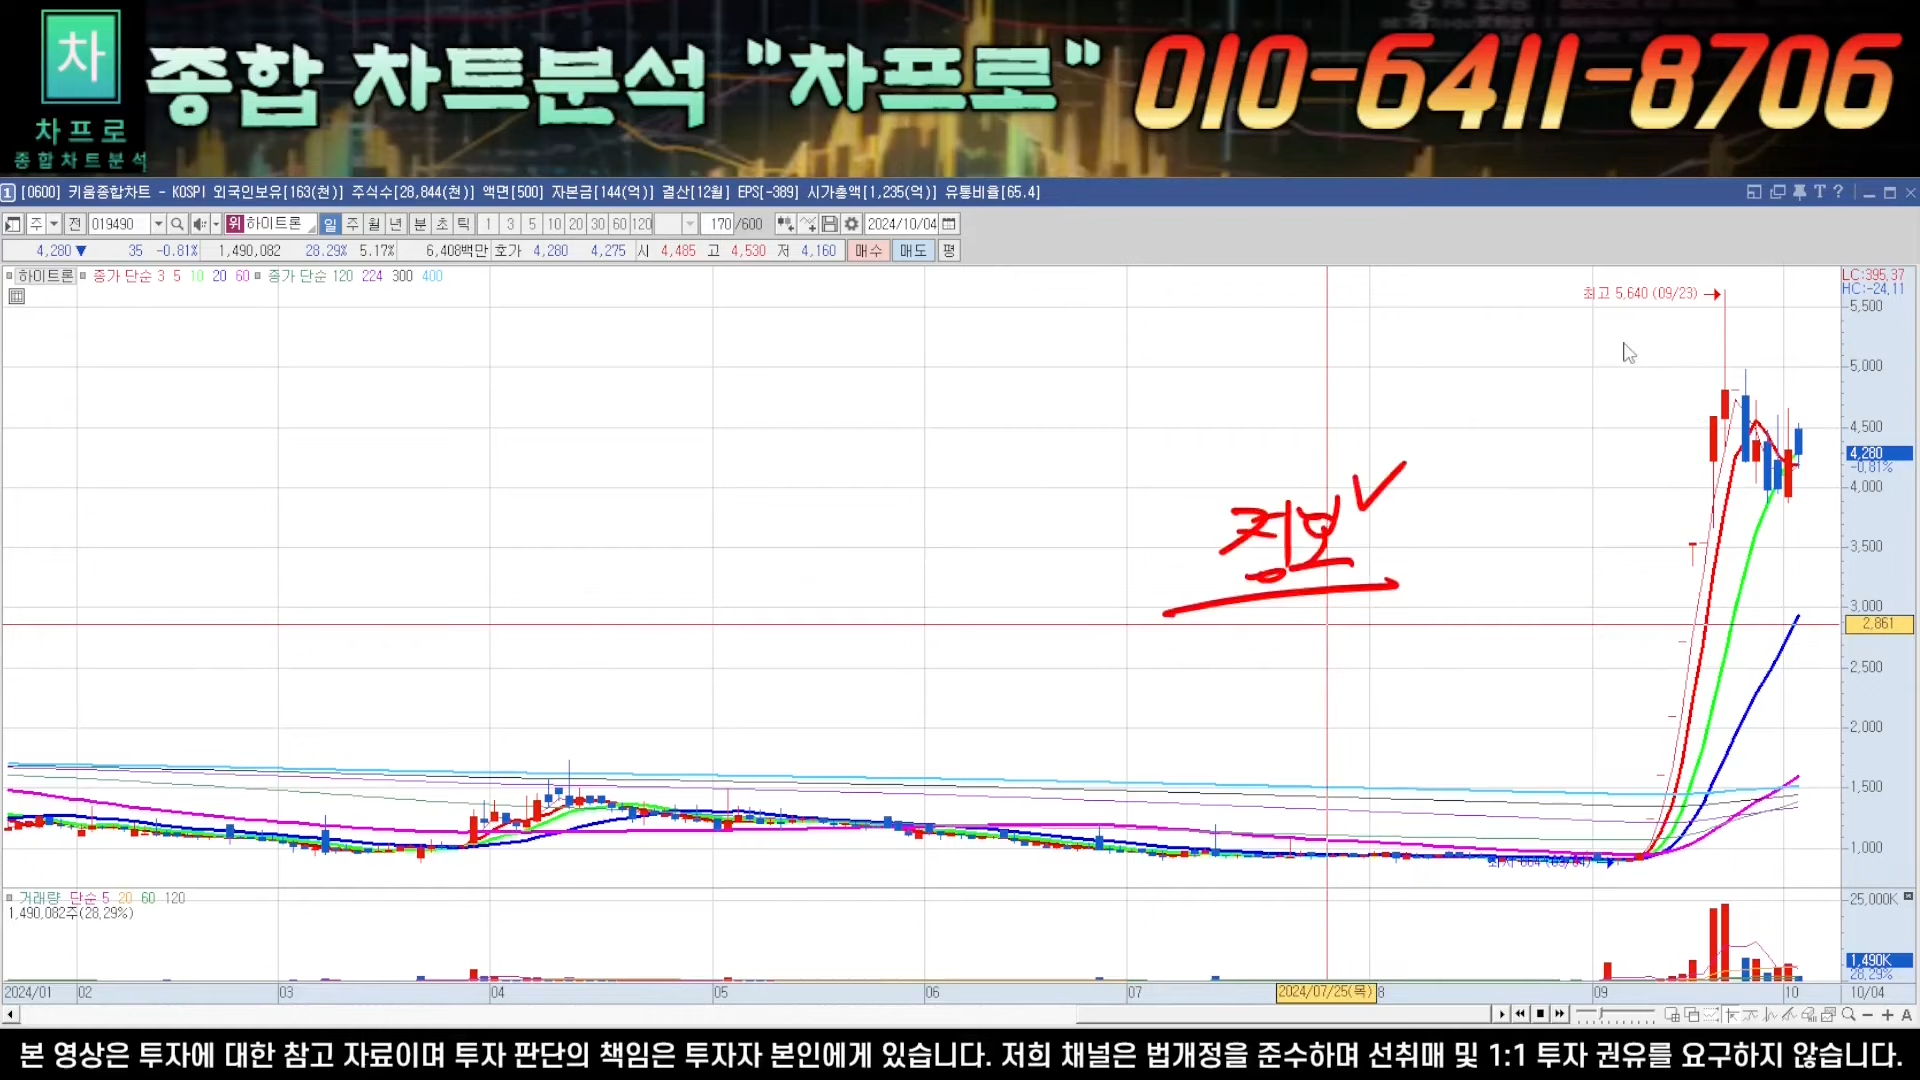 차
차프로
종합차트분석
종합 차트분석 "차프로" 010-6411-8706
1 [0600] 키움종합차트 - KOSPI 외국인보유[163(천)] 주식수[28,844(천)] 액면[500] 자본금[144(억)] 결산[12월] EPS[-389] 시가총액[1,235(억)] 유통비율[65.4]
주 전 019490 위 하이트론 일 주 월 년 분 초 틱 1 3 5 10 20 30 60 120 170 /600 2024/10/04
4,280 ▼ 35 -0.81% 1,490,082 28.29% 5.17% 6,408백만 호가 4,280 4,275 시 4,485 고 4,530 저 4,160 매수 매도 평
하이트론 종가 단순 3 5 10 20 60 종가 단순 120 224 300 400
LC:395.37
HC:-24.11
최고 5,640 (09/23)
5,500
5,000
4,500
4,280
-0.81%
4,000
3,500
3,000
2,861
2,500
2,000
1,500
1,000
정보
거래량 단순 5 20 60 120
1,490,082주(28.29%)
25,000K
1,490K
28.29%
2024/01 02 03 04 05 06 07 2024/07/25(목) 8 09 10 10/04
본 영상은 투자에 대한 참고 자료이며 투자 판단의 책임은 투자자 본인에게 있습니다. 저희 채널은 법개정을 준수하며 선취매 및 1:1 투자 권유를 요구하지 않습니다.